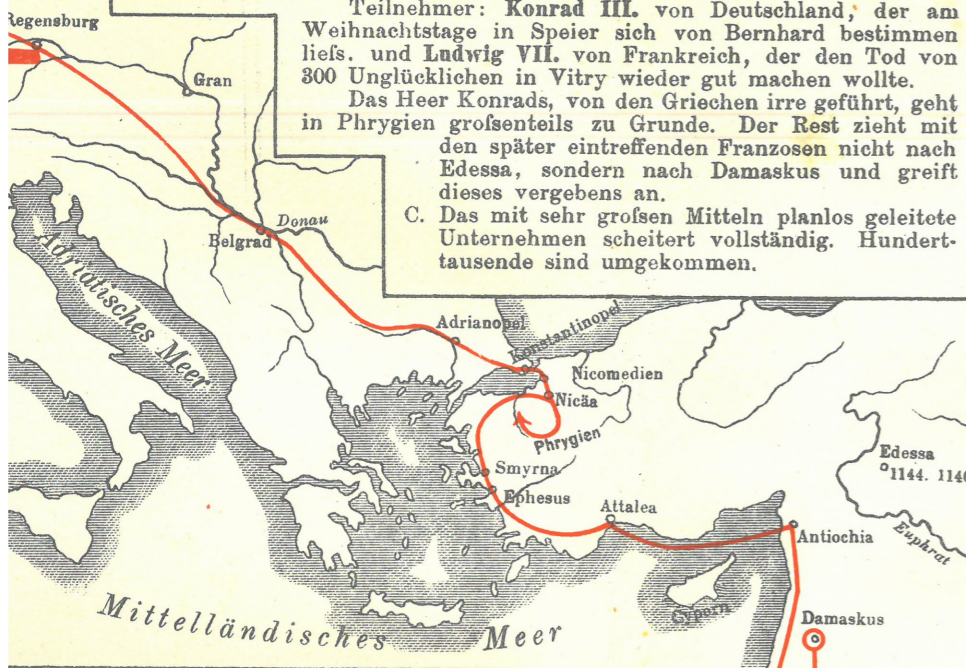 Teilnehmer: Konrad III. von Deutschland, der am
Weihnachtstage in Speier sich von Bernhard bestimmen
liefs. und Ludwig VII. von Frankreich, der den Tod von
300 Unglücklichen in Vitry wieder gut machen wollte.
Das Heer Konrads, von den Griechen irre geführt, geht
in Phrygien grofsenteils zu Grunde. Der Rest zieht mit
den später eintreffenden Franzosen nicht nach
Edessa, sondern nach Damaskus und greift
dieses vergebens an.
C. Das mit sehr grofsen Mitteln planlos geleitete
Unternehmen scheitert vollständig. Hundert-
tausende sind umgekommen.
Regensburg
Gran
Donau
Belgrad
Adriatisches Meer
Adrianopel
Konstantinopel
Nicomedien
Nicäa
Phrygien
Smyrna
Ephesus
Attalea
Edessa
1144. 1146
Euphrat
Antiochia
Cypern
Damaskus
Mittelländisches Meer